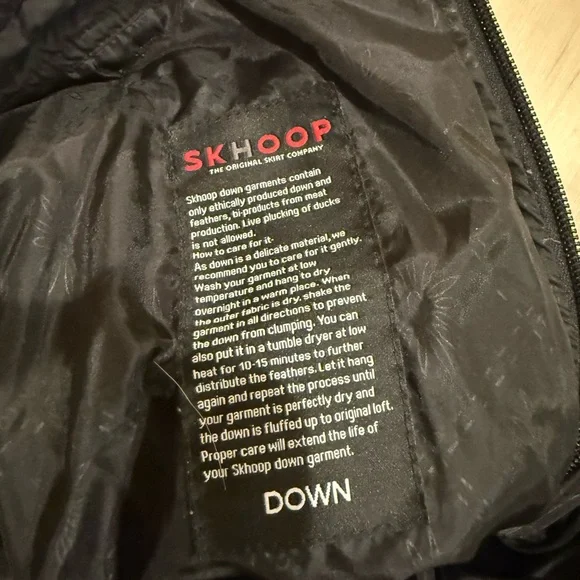 SKHOOP
THE ORIGINAL SKIRT COMPANY
Skhoop down garments contain
only ethically produced down and
feathers, bi-products from meat
production. Live plucking of ducks
is not allowed.
How to care for it-
As down is a delicate material, we
recommend you to care for it gently.
Wash your garment at low
temperature and hang to dry
overnight in a warm place. When
the outer fabric is dry, shake the
garment in all directions to prevent
the down from clumping. You can
also put it in a tumble dryer at low
heat for 10-15 minutes to further
distribute the feathers. Let it hang
again and repeat the process until
your garment is perfectly dry and
the down is fluffed up to original loft.
Proper care will extend the life of
your Skhoop down garment.
DOWN